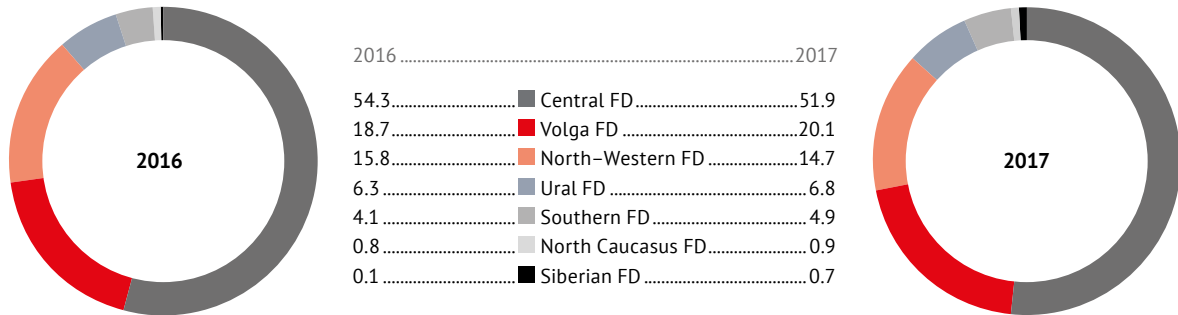 2016
2016 ........ 2017
54.3 ........ Central FD ........ 51.9
18.7 ........ Volga FD ........ 20.1
15.8 ........ North–Western FD ........ 14.7
6.3 ........ Ural FD ........ 6.8
4.1 ........ Southern FD ........ 4.9
0.8 ........ North Caucasus FD ........ 0.9
0.1 ........ Siberian FD ........ 0.7
2017